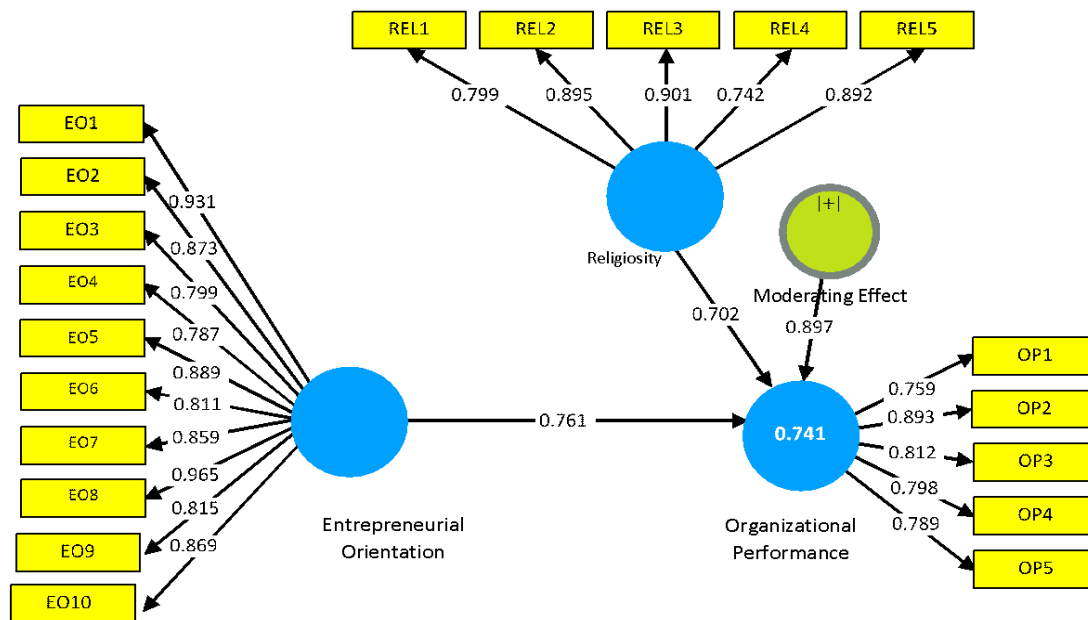 REL1
REL2
REL3
REL4
REL5
0.799
0.895
0.901
0.742
0.892
EO1
EO2
EO3
EO4
EO5
EO6
EO7
EO8
EO9
EO10
0.931
0.873
0.799
0.787
0.889
0.811
0.859
0.965
0.815
0.869
Religiosity
|+|
Moderating Effect
0.702
0.897
0.761
0.741
Entrepreneurial
Orientation
Organizational
Performance
0.759
0.893
0.812
0.798
0.789
OP1
OP2
OP3
OP4
OP5